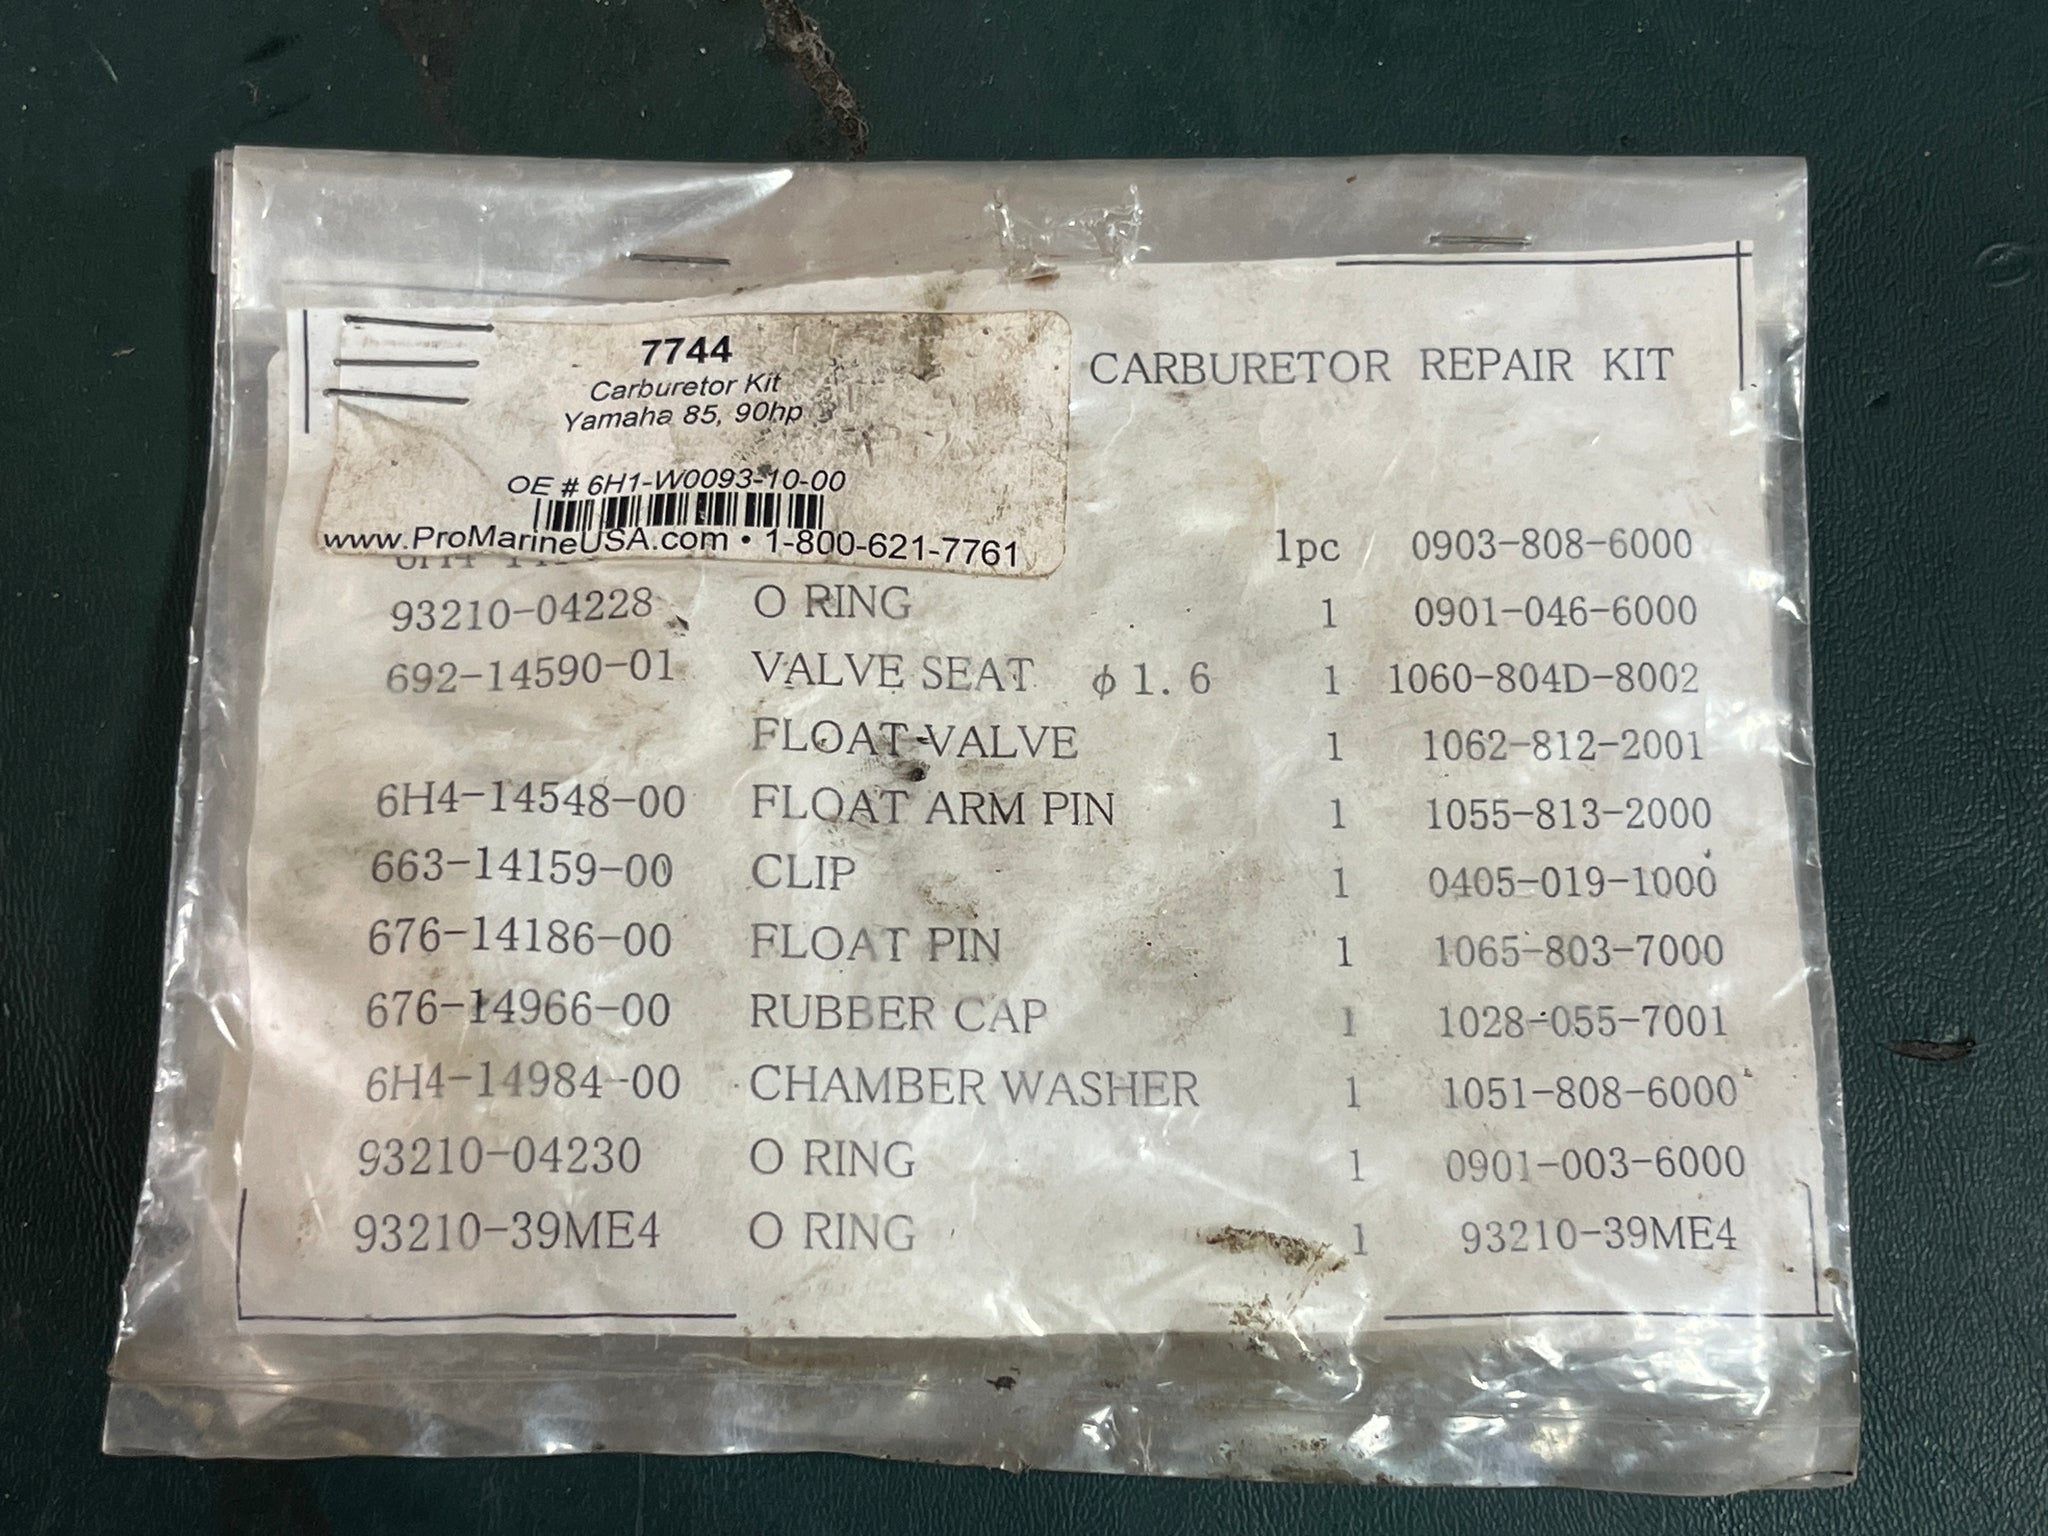 7744
Carburetor Kit
Yamaha 85, 90hp
OE # 6H1-W0093-10-00
www.ProMarineUSA.com • 1-800-621-7761
CARBURETOR REPAIR KIT
1pc 0903-808-6000
93210-04228 O RING 1 0901-046-6000
692-14590-01 VALVE SEAT φ1.6 1 1060-804D-8002
FLOAT VALVE 1 1062-812-2001
6H4-14548-00 FLOAT ARM PIN 1 1055-813-2000
663-14159-00 CLIP 1 0405-019-1000
676-14186-00 FLOAT PIN 1 1065-803-7000
676-14966-00 RUBBER CAP 1 1028-055-7001
6H4-14984-00 CHAMBER WASHER 1 1051-808-6000
93210-04230 O RING 1 0901-003-6000
93210-39ME4 O RING 1 93210-39ME4